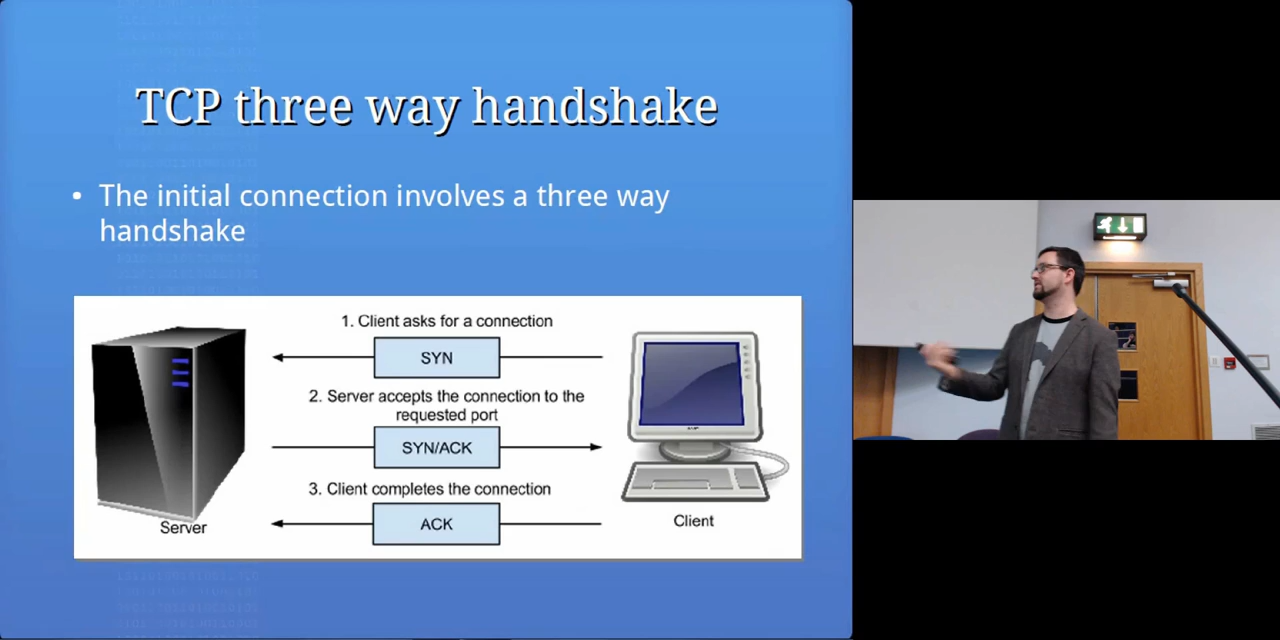 TCP three way handshake
• The initial connection involves a three way
handshake
1. Client asks for a connection
SYN
2. Server accepts the connection to the
requested port
SYN/ACK
3. Client completes the connection
ACK
Server
Client